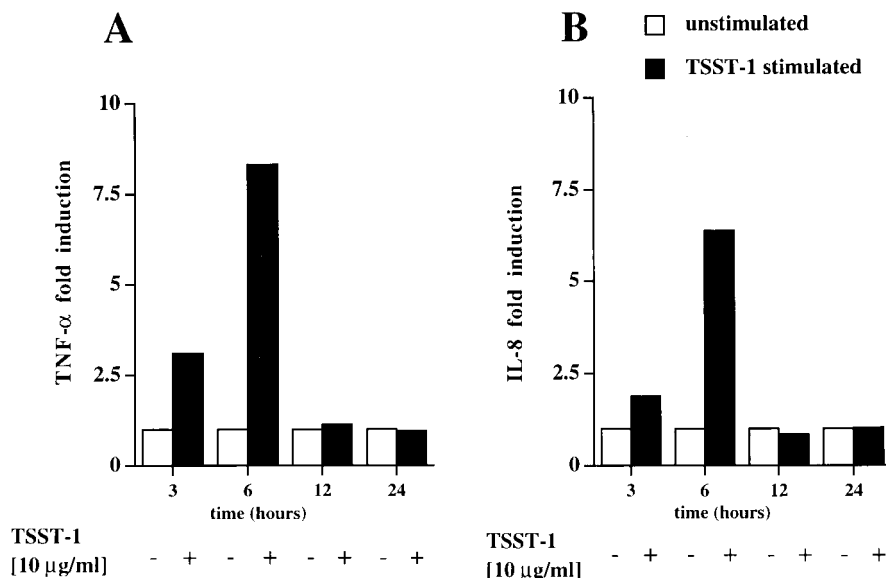 A
10
7.5
5
2.5
0
TNF-α fold induction
3 6 12 24
time (hours)
TSST-1
[10 µg/ml] - + - + - + - +
B
unstimulated
TSST-1 stimulated
10
7.5
5
2.5
0
IL-8 fold induction
3 6 12 24
time (hours)
TSST-1
[10 µg/ml] - + - + - + - +